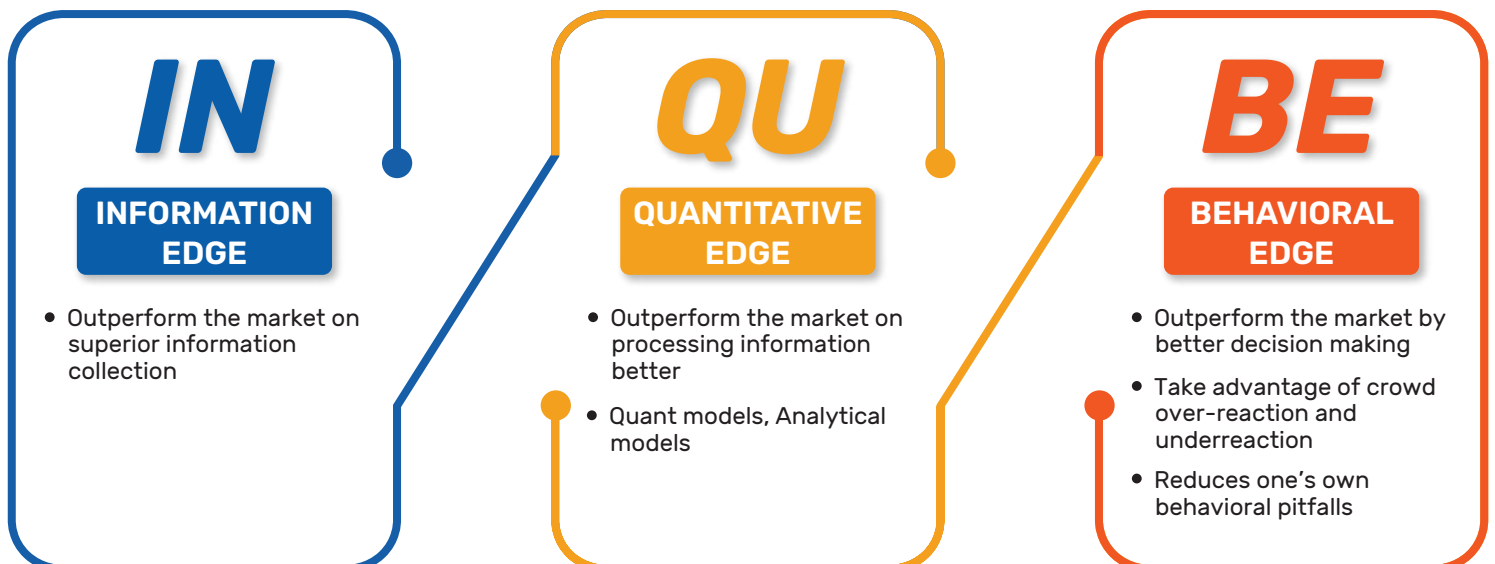 IN
INFORMATION
EDGE
• Outperform the market on
superior information
collection
QU
QUANTITATIVE
EDGE
• Outperform the market on
processing information
better
• Quant models, Analytical
models
BE
BEHAVIORAL
EDGE
• Outperform the market by
better decision making
• Take advantage of crowd
over-reaction and
underreaction
• Reduces one's own
behavioral pitfalls